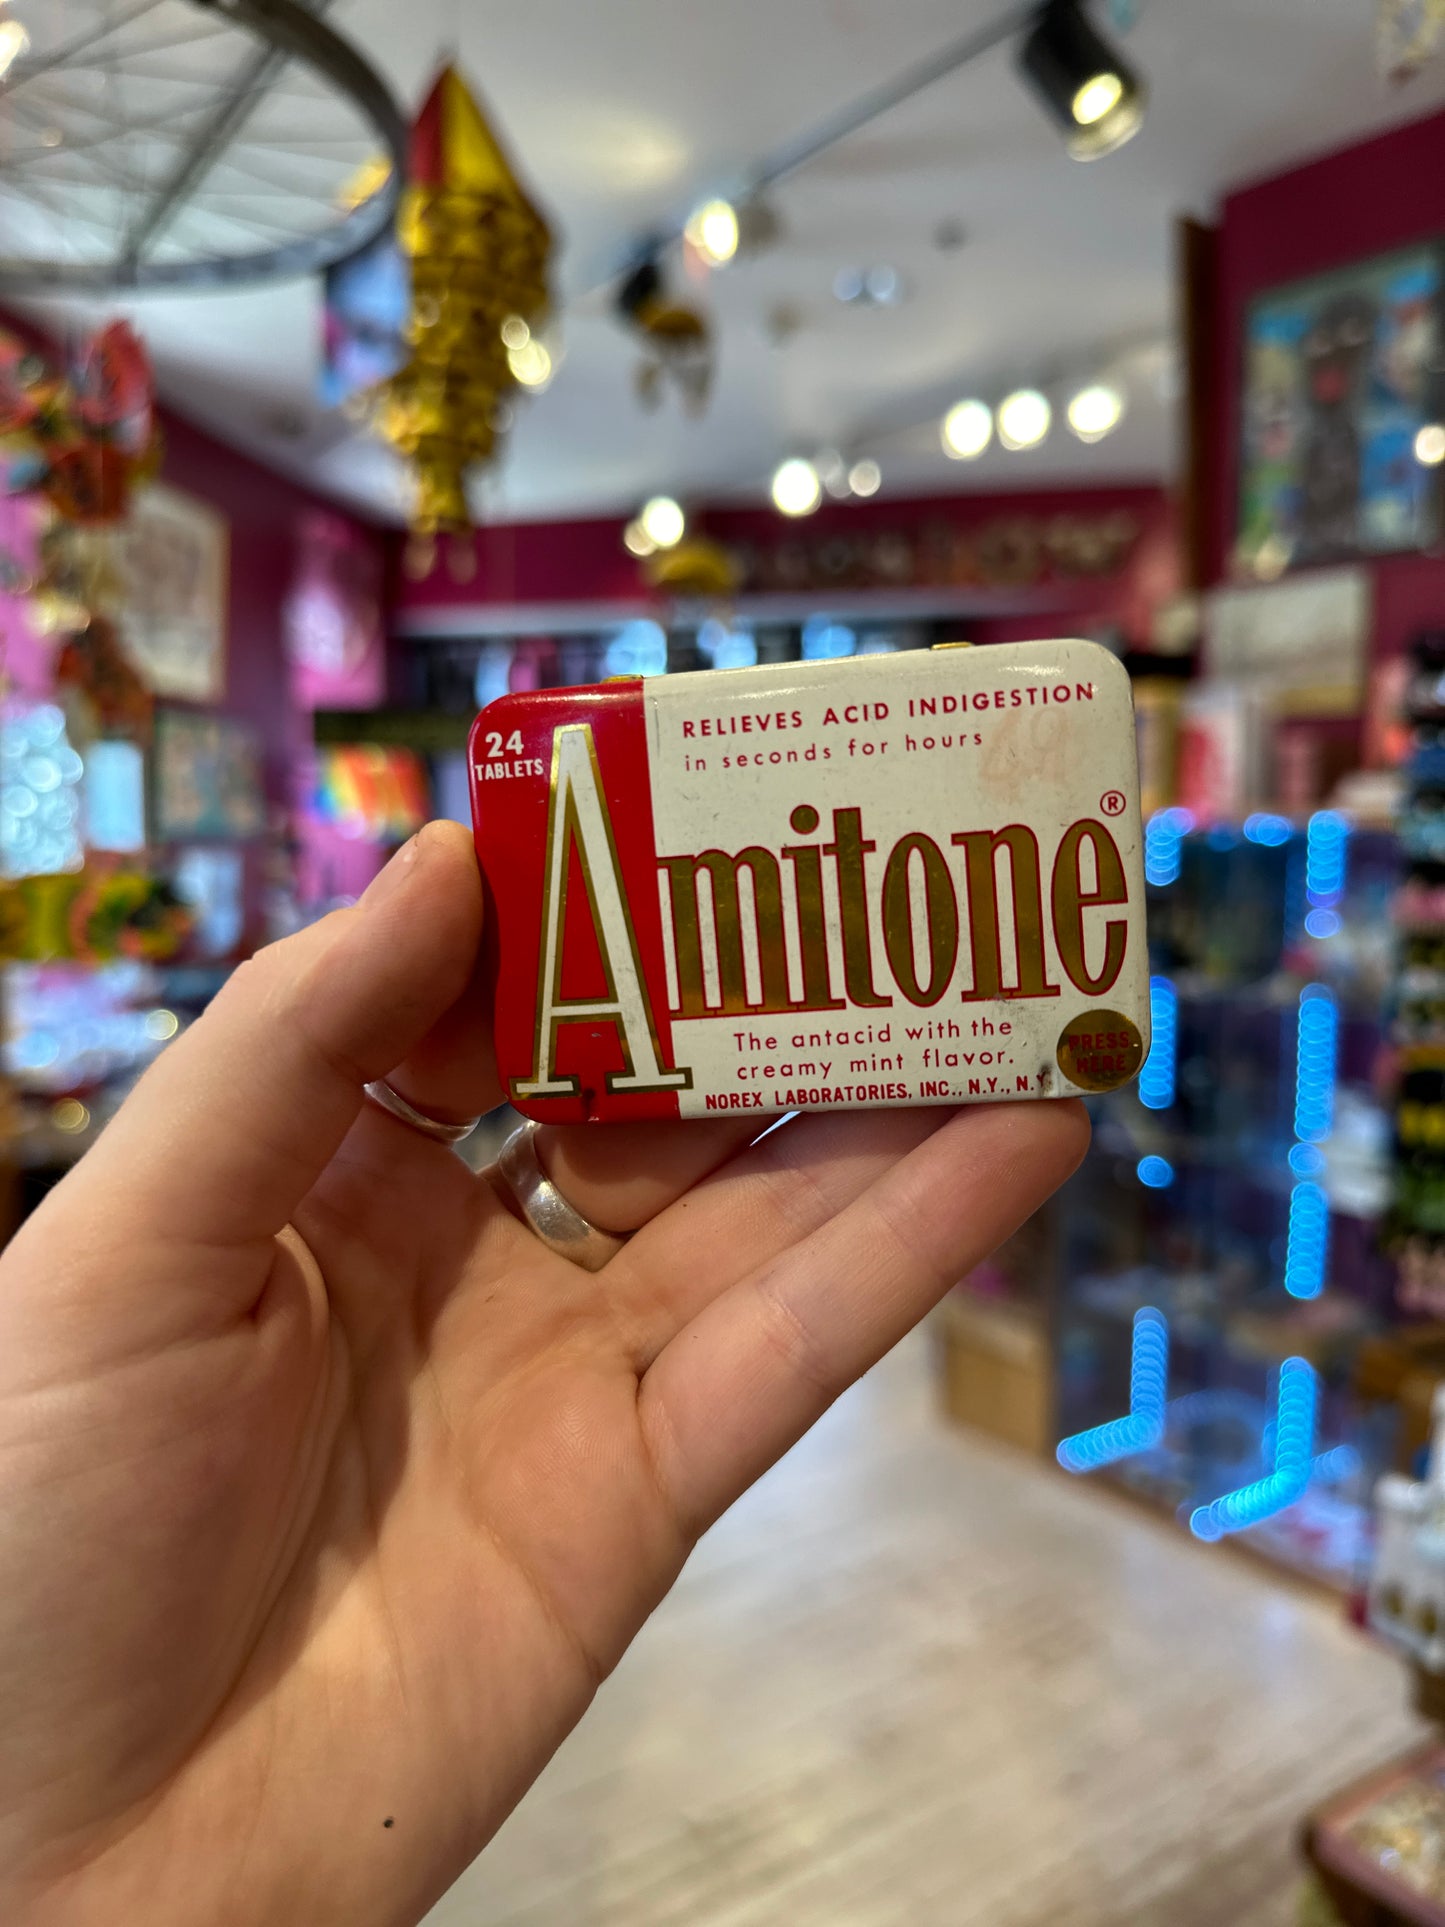 24
TABLETS
RELIEVES ACID INDIGESTION
in seconds for hours
49
Amitone®
The antacid with the
creamy mint flavor.
PRESS
HERE
NOREX LABORATORIES, INC., N.Y., N.Y.